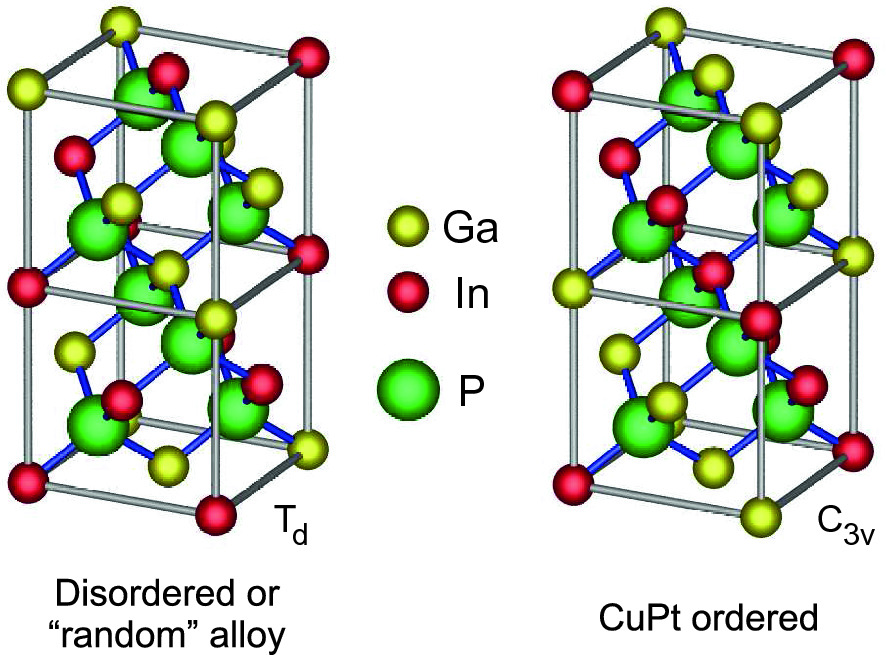 Ga
In
P
Td
C3v
Disordered or
“random” alloy
CuPt ordered